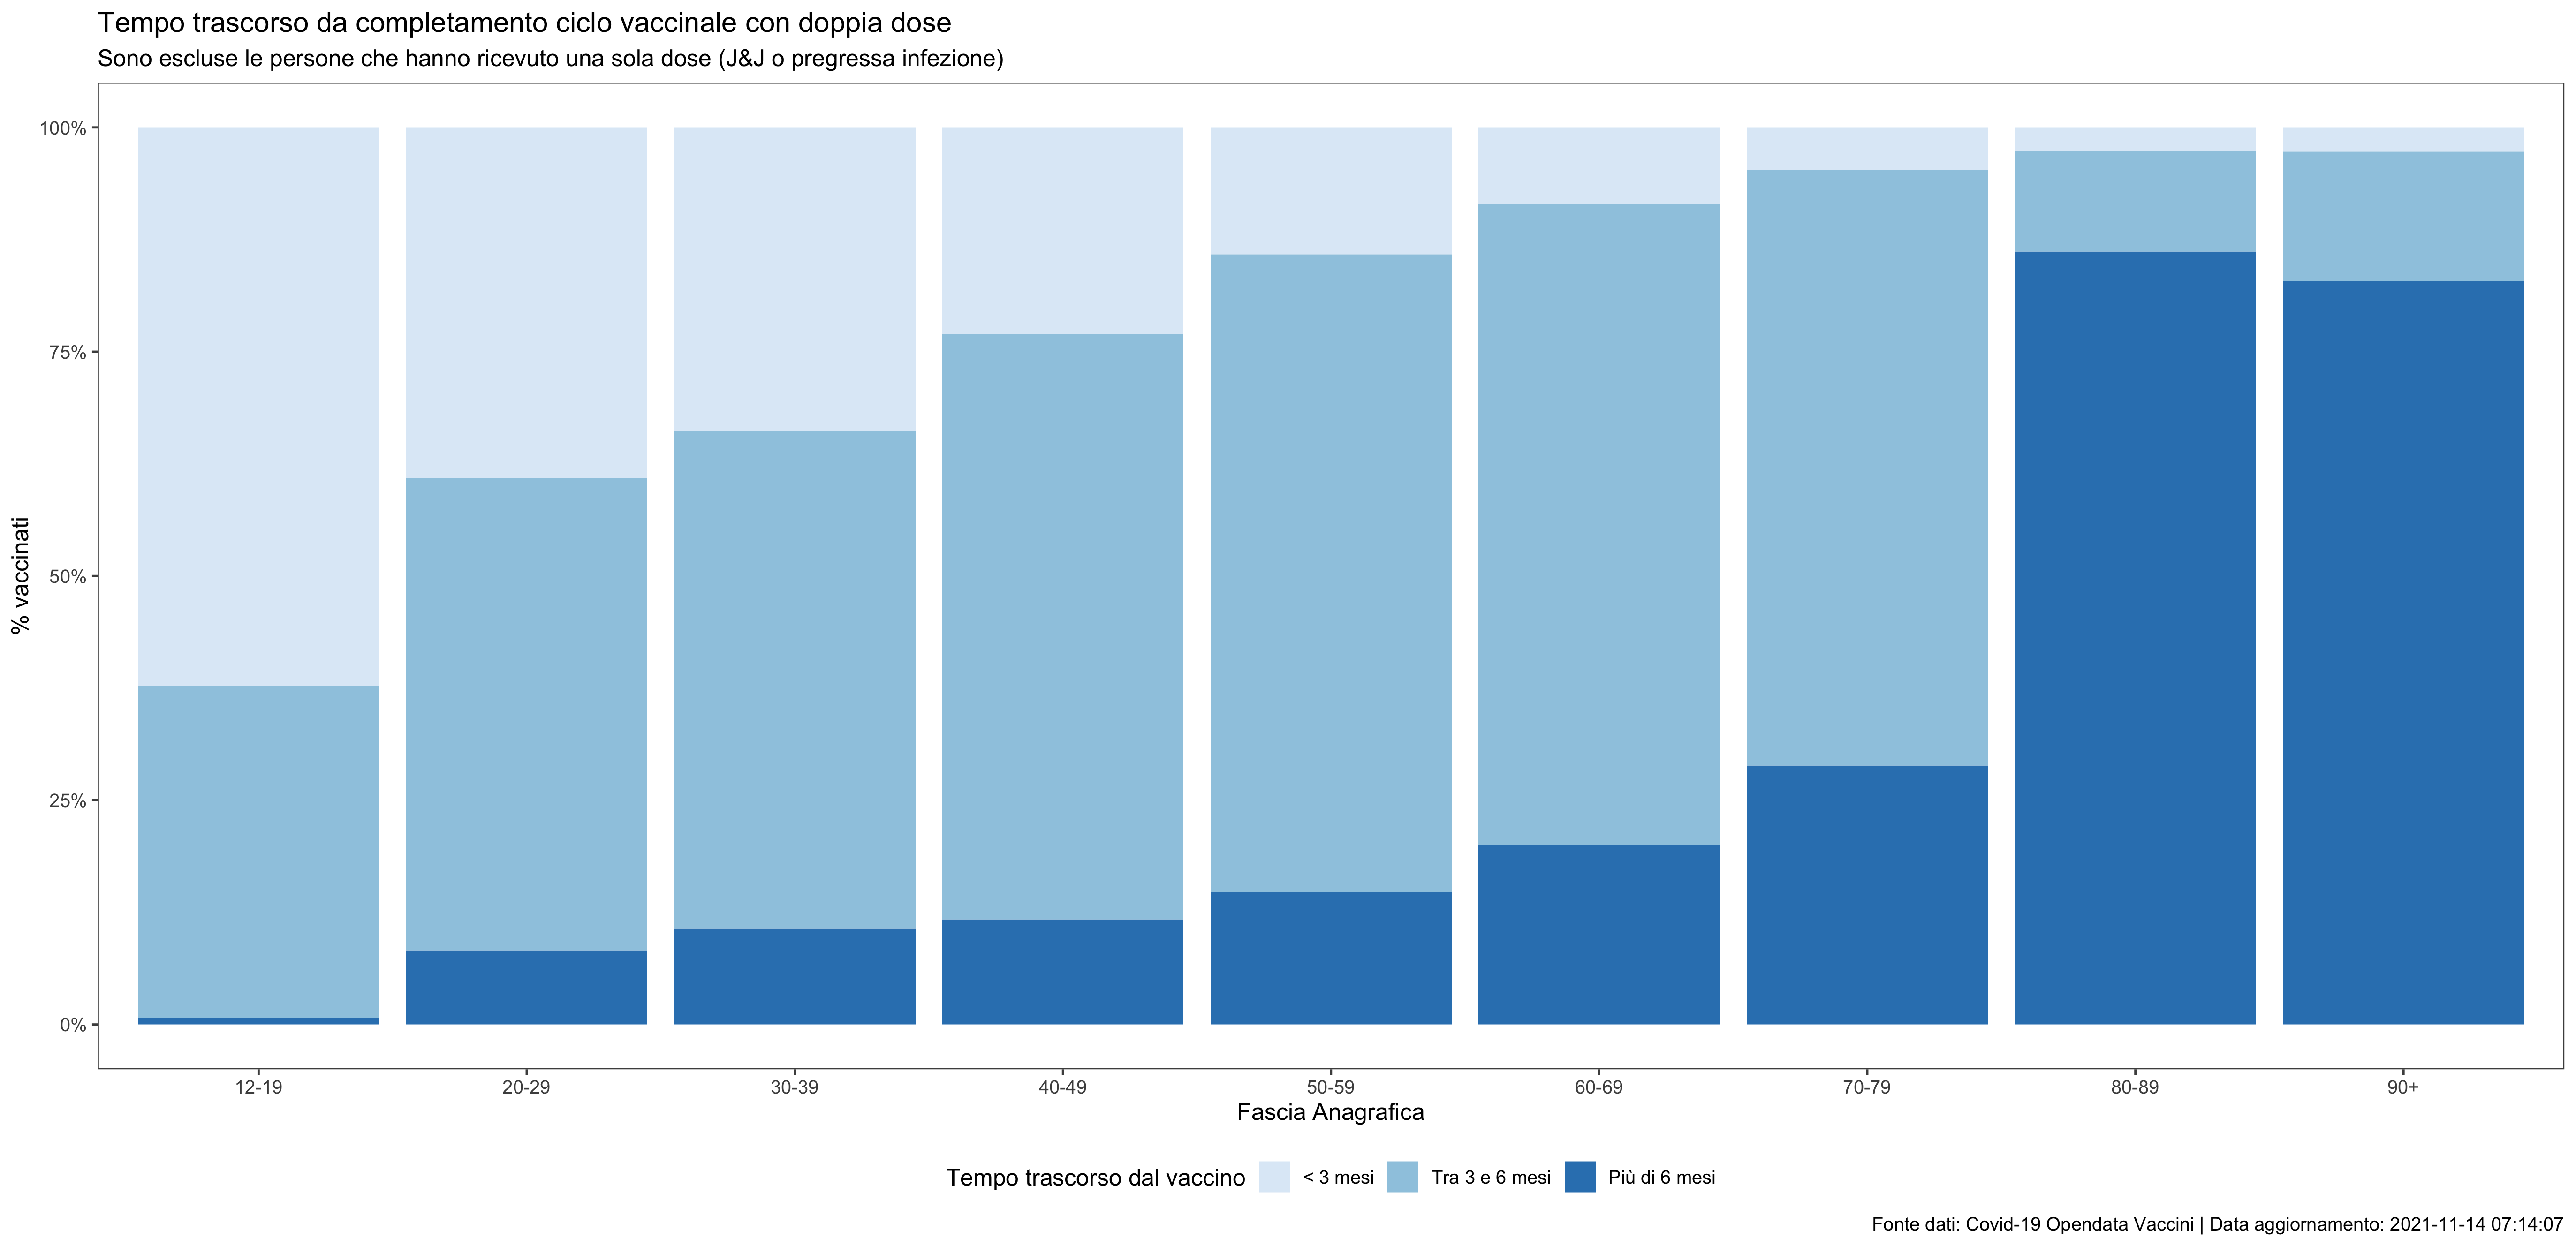 Tempo trascorso da completamento ciclo vaccinale con doppia dose
Sono escluse le persone che hanno ricevuto una sola dose (J&J o pregressa infezione)
% vaccinati
100%
75%
50%
25%
0%
12-19 20-29 30-39 40-49 50-59 60-69 70-79 80-89 90+
Fascia Anagrafica
Tempo trascorso dal vaccino < 3 mesi Tra 3 e 6 mesi Più di 6 mesi
Fonte dati: Covid-19 Opendata Vaccini | Data aggiornamento: 2021-11-14 07:14:07